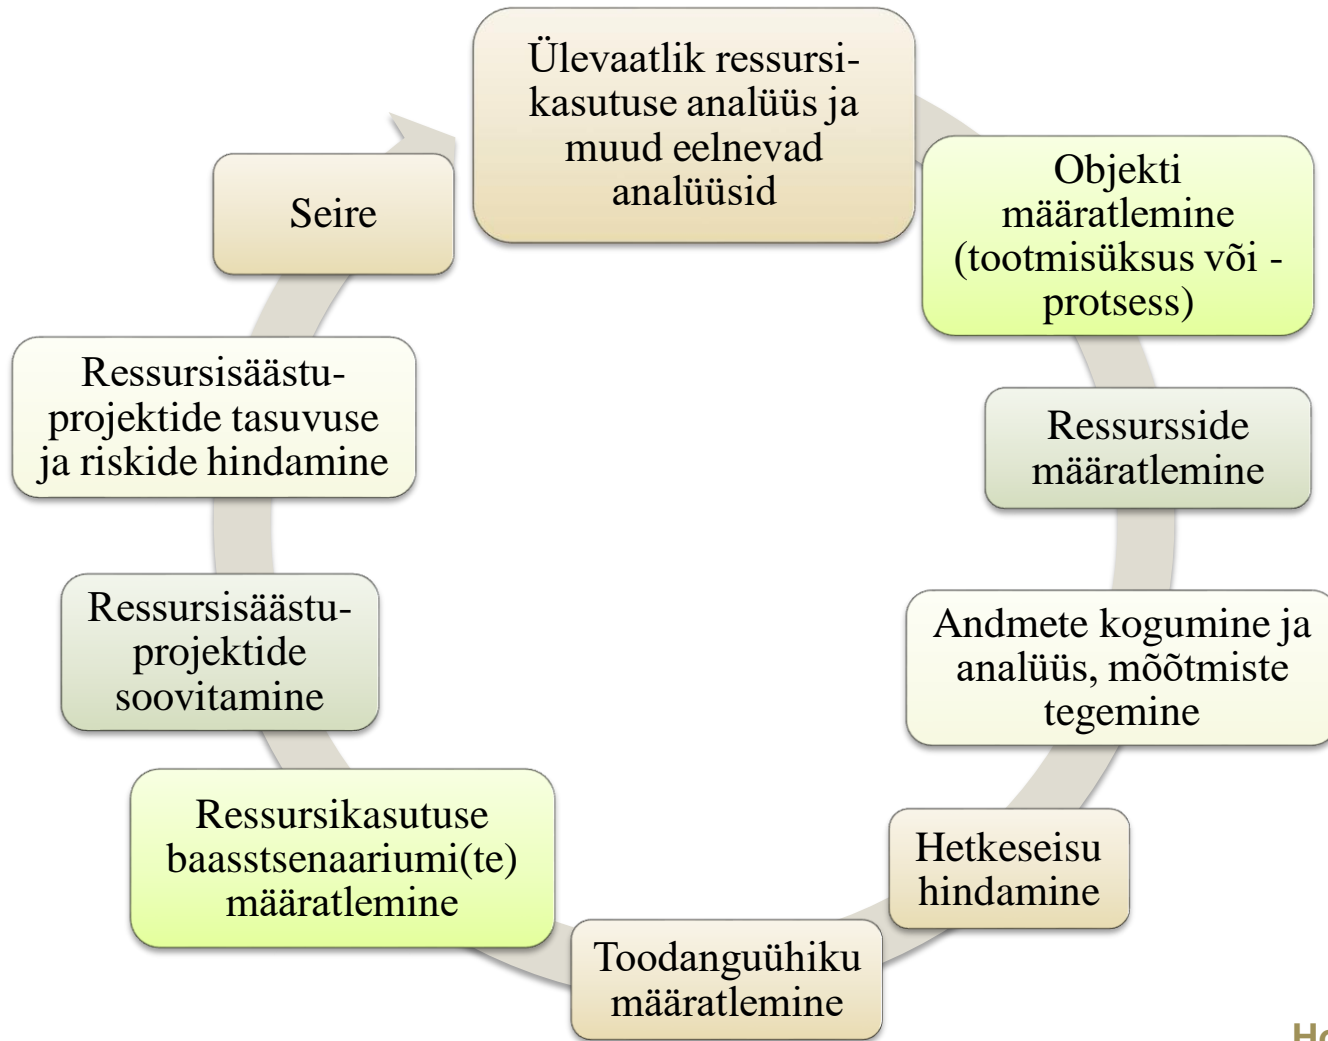 Ülevaatlik ressursi-
kasutuse analüüs ja
muud eelnevad
analüüsid
Objekti
määratlemine
(tootmisüksus või -
protsess)
Ressursside
määratlemine
Andmete kogumine ja
analüüs, mõõtmiste
tegemine
Hetkeseisu
hindamine
Toodanguühiku
määratlemine
Ressursikasutuse
baasstsenaariumi(te)
määratlemine
Ressursisäästu-
projektide
soovitamine
Ressursisäästu-
projektide tasuvuse
ja riskide hindamine
Seire